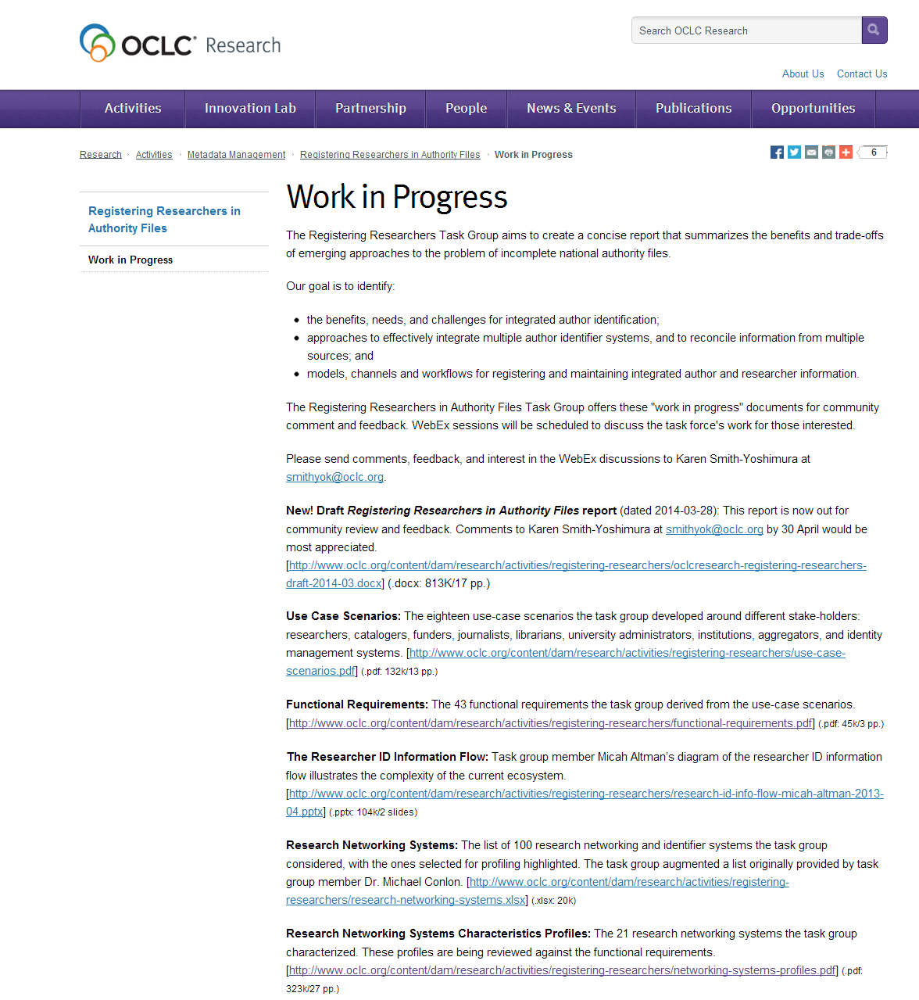 OCLC® Research
Search OCLC Research
About Us Contact Us
Activities Innovation Lab Partnership People News & Events Publications Opportunities
Research › Activities › Metadata Management › Registering Researchers in Authority Files › Work in Progress
6
Registering Researchers in
Authority Files
Work in Progress
Work in Progress
The Registering Researchers Task Group aims to create a concise report that summarizes the benefits and trade-offs
of emerging approaches to the problem of incomplete national authority files.
Our goal is to identify:
• the benefits, needs, and challenges for integrated author identification;
• approaches to effectively integrate multiple author identifier systems, and to reconcile information from multiple
sources; and
• models, channels and workflows for registering and maintaining integrated author and researcher information.
The Registering Researchers in Authority Files Task Group offers these "work in progress" documents for community
comment and feedback. WebEx sessions will be scheduled to discuss the task force's work for those interested.
Please send comments, feedback, and interest in the WebEx discussions to Karen Smith-Yoshimura at
smithyok@oclc.org.
New! Draft Registering Researchers in Authority Files report (dated 2014-03-28): This report is now out for
community review and feedback. Comments to Karen Smith-Yoshimura at smithyok@oclc.org by 30 April would be
most appreciated.
[http://www.oclc.org/content/dam/research/activities/registering-researchers/oclcresearch-registering-researchers-
draft-2014-03.docx] (.docx: 813K/17 pp.)
Use Case Scenarios: The eighteen use-case scenarios the task group developed around different stake-holders:
researchers, catalogers, funders, journalists, librarians, university administrators, institutions, aggregators, and identity
management systems. [http://www.oclc.org/content/dam/research/activities/registering-researchers/use-case-
scenarios.pdf] (.pdf: 132k/13 pp.)
Functional Requirements: The 43 functional requirements the task group derived from the use-case scenarios.
[http://www.oclc.org/content/dam/research/activities/registering-researchers/functional-requirements.pdf] (.pdf: 45k/3 pp.)
The Researcher ID Information Flow: Task group member Micah Altman’s diagram of the researcher ID information
flow illustrates the complexity of the current ecosystem.
[http://www.oclc.org/content/dam/research/activities/registering-researchers/research-id-info-flow-micah-altman-2013-
04.pptx] (.pptx: 104k/2 slides)
Research Networking Systems: The list of 100 research networking and identifier systems the task group
considered, with the ones selected for profiling highlighted. The task group augmented a list originally provided by task
group member Dr. Michael Conlon. [http://www.oclc.org/content/dam/research/activities/registering-
researchers/research-networking-systems.xlsx] (.xlsx: 20k)
Research Networking Systems Characteristics Profiles: The 21 research networking systems the task group
characterized. These profiles are being reviewed against the functional requirements.
[http://www.oclc.org/content/dam/research/activities/registering-researchers/networking-systems-profiles.pdf] (.pdf:
323k/27 pp.)